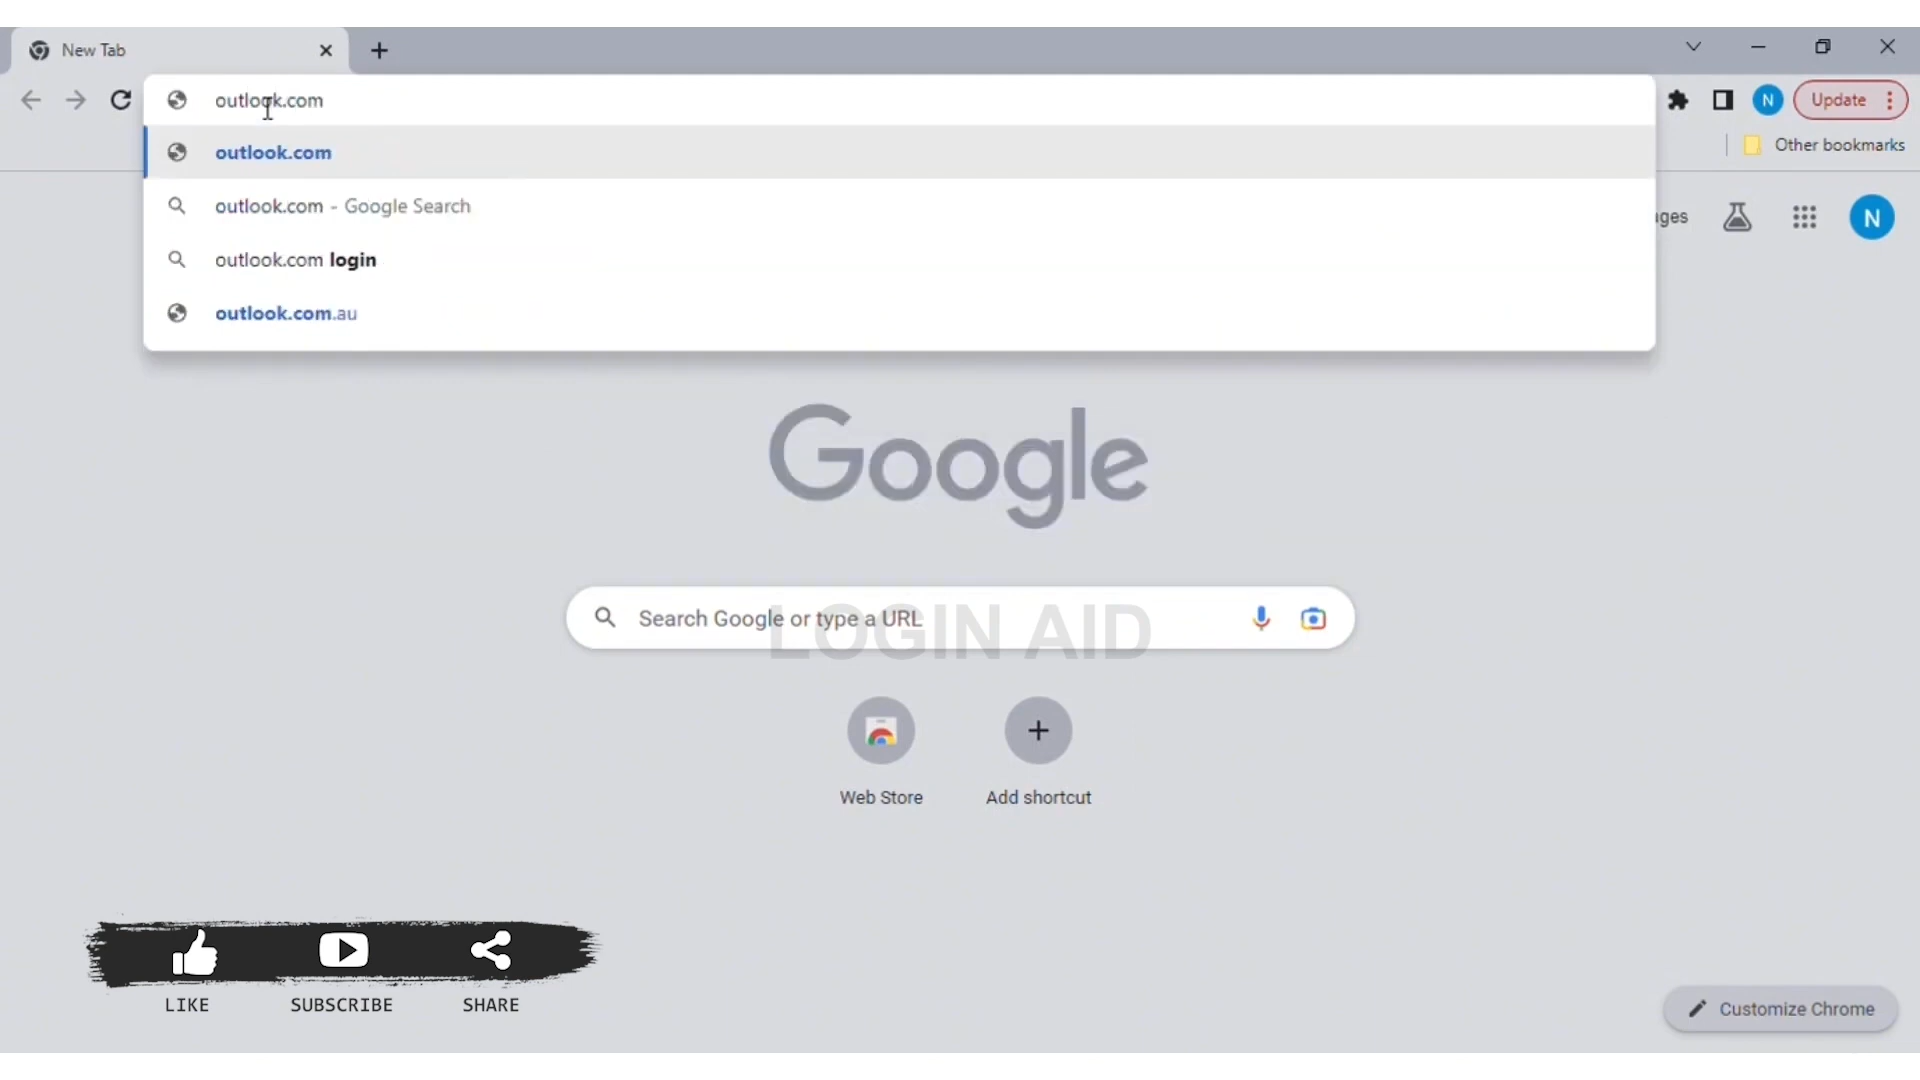 New Tab
outlook.com
Update
outlook.com
Other bookmarks
outlook.com - Google Search
ages
outlook.com login
outlook.com.au
Google
Search Google or type a URL
LOGIN AID
Web Store
Add shortcut
LIKE
SUBSCRIBE
SHARE
Customize Chrome
N
N